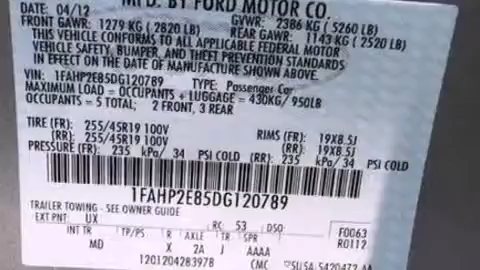 MFD. BY FORD MOTOR CO.
DATE: 04/12 GVWR: 2386 KG ( 5260 LB)
FRONT GAWR: 1279 KG (2820 LB) REAR GAWR: 1143 KG (2520 LB)
THIS VEHICLE CONFORMS TO ALL APPLICABLE FEDERAL MOTOR
VEHICLE SAFETY, BUMPER, AND THEFT PREVENTION STANDARDS
IN EFFECT ON THE DATE OF MANUFACTURE SHOWN ABOVE.
VIN: 1FAHP2E85DG120789 TYPE: Passenger Car
MAXIMUM LOAD = OCCUPANTS + LUGGAGE = 430KG/ 950LB
OCCUPANTS = 5 TOTAL; 2 FRONT, 3 REAR
TIRE (FR): 255/45R19 100V RIMS (FR): 19X8.5J
(RR): 255/45R19 100V (RR): 19X8.5J
PRESSURE (FR): 235 kPa/ 34 PSI COLD (RR): 235 kPa/ 34 PSI COLD
1FAHP2E85DG120789
TRAILER TOWING - SEE OWNER GUIDE
EXT PNT: UX RC: 53 DSO: F0063
R0112
INT TR TP/PS R AXLE TR SPR
MD X 2A J AAAA
12012042B397B CMC